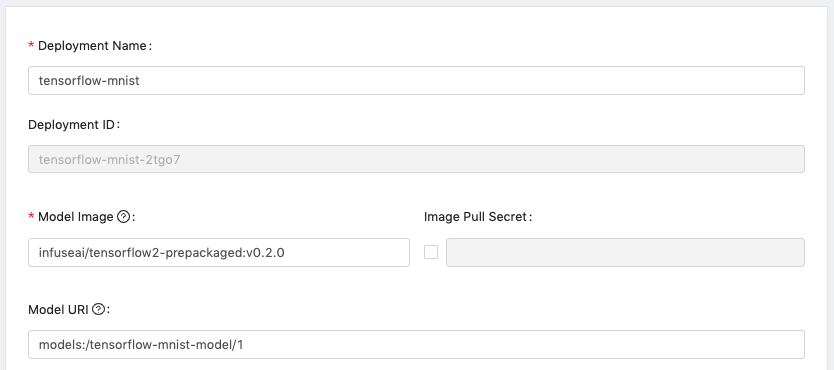 * Deployment Name:
tensorflow-mnist
Deployment ID:
tensorflow-mnist-2tgo7
* Model Image ?: Image Pull Secret:
infuseai/tensorflow2-prepackaged:v0.2.0
Model URI ?:
models:/tensorflow-mnist-model/1